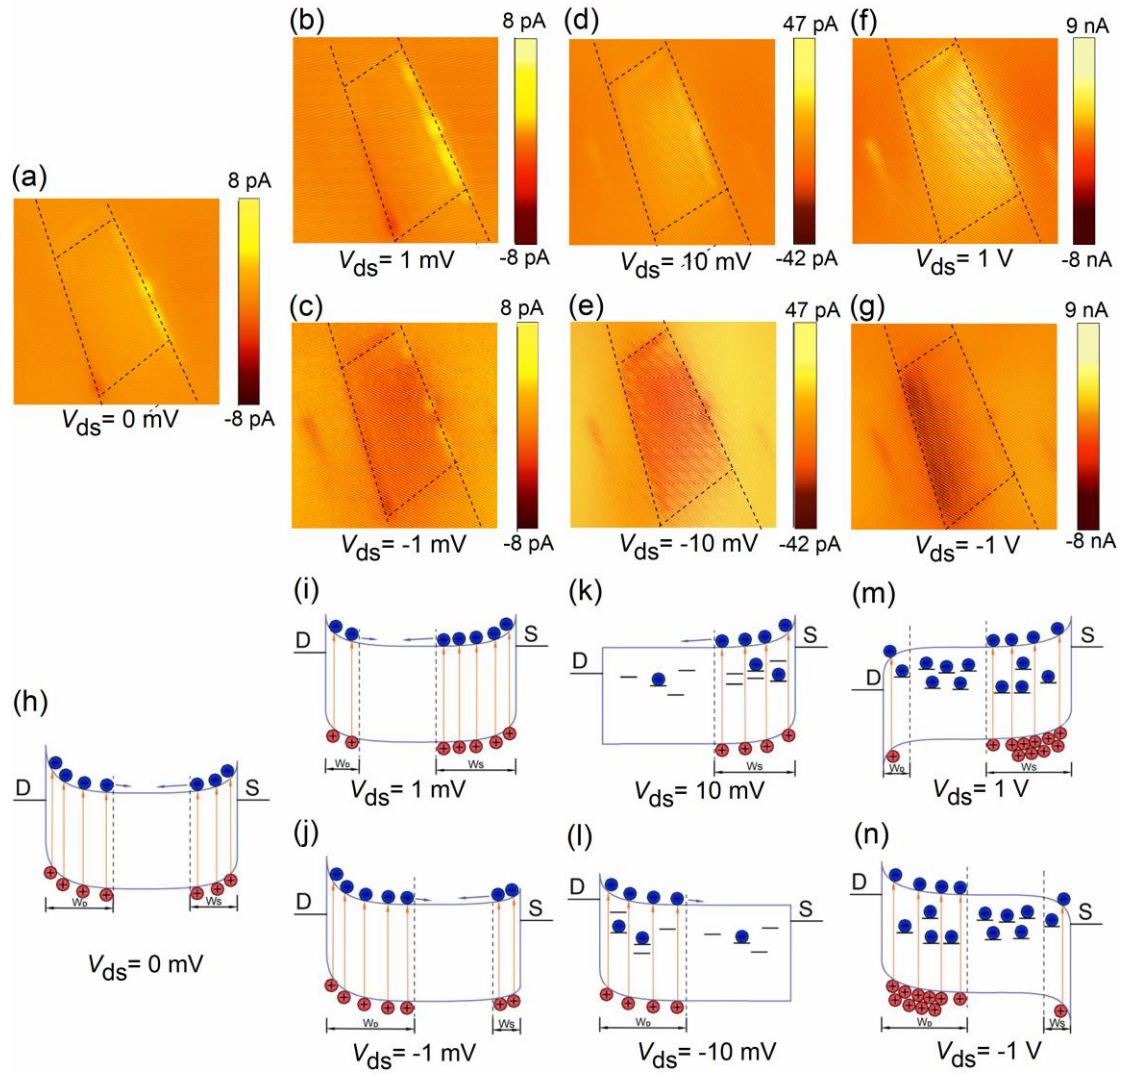 (a)
8 pA
-8 pA
Vds= 0 mV
(b)
8 pA
-8 pA
Vds= 1 mV
(d)
47 pA
-42 pA
Vds= 10 mV
(f)
9 nA
-8 nA
Vds= 1 V
(c)
8 pA
-8 pA
Vds= -1 mV
(e)
47 pA
-42 pA
Vds= -10 mV
(g)
9 nA
-8 nA
Vds= -1 V
(h)
D
S
WD
WS
Vds= 0 mV
(i)
D
S
WD
WS
Vds= 1 mV
(k)
D
S
WS
Vds= 10 mV
(m)
D
S
WD
WS
Vds= 1 V
(j)
D
S
WD
WS
Vds= -1 mV
(l)
D
S
WD
Vds= -10 mV
(n)
D
S
WD
WS
Vds= -1 V